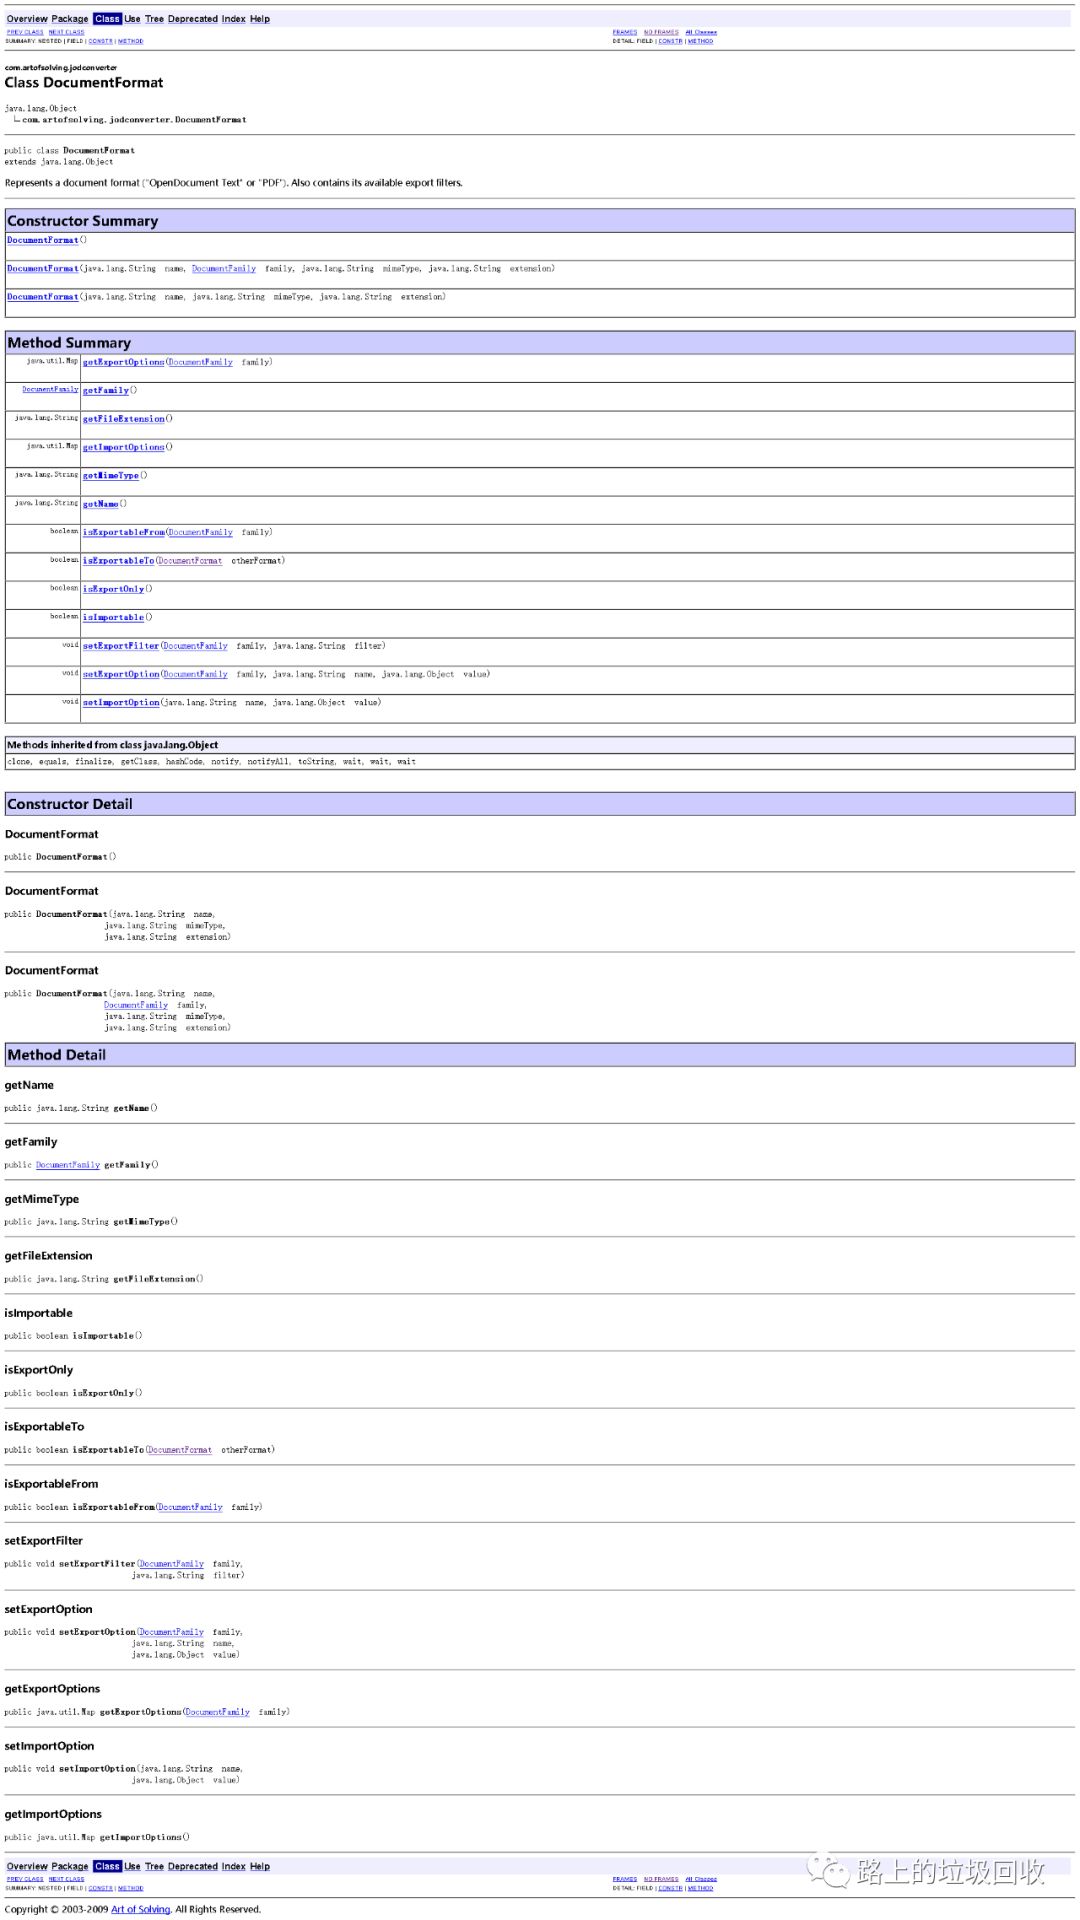 Overview Package Class Use Tree Deprecated Index Help
PREV CLASS NEXT CLASS FRAMES NO FRAMES All Classes
SUMMARY: NESTED | FIELD | CONSTR | METHOD DETAIL: FIELD | CONSTR | METHOD
com.artofsolving.jodconverter
Class DocumentFormat
java.lang.Object
└com.artofsolving.jodconverter.DocumentFormat
public class DocumentFormat
extends java.lang.Object
Represents a document format ("OpenDocument Text" or "PDF"). Also contains its available export filters.
Constructor Summary
DocumentFormat()
DocumentFormat(java.lang.String name, DocumentFamily family, java.lang.String mimeType, java.lang.String extension)
DocumentFormat(java.lang.String name, java.lang.String mimeType, java.lang.String extension)
Method Summary
java.util.Map getExportOptions(DocumentFamily family)
DocumentFamily getFamily()
java.lang.String getFileExtension()
java.util.Map getImportOptions()
java.lang.String getMimeType()
java.lang.String getName()
boolean isExportableFrom(DocumentFamily family)
boolean isExportableTo(DocumentFormat otherFormat)
boolean isExportOnly()
boolean isImportable()
void setExportFilter(DocumentFamily family, java.lang.String filter)
void setExportOption(DocumentFamily family, java.lang.String name, java.lang.Object value)
void setImportOption(java.lang.String name, java.lang.Object value)
Methods inherited from class java.lang.Object
clone, equals, finalize, getClass, hashCode, notify, notifyAll, toString, wait, wait, wait
Constructor Detail
DocumentFormat
public DocumentFormat()
DocumentFormat
public DocumentFormat(java.lang.String name,
java.lang.String mimeType,
java.lang.String extension)
DocumentFormat
public DocumentFormat(java.lang.String name,
DocumentFamily family,
java.lang.String mimeType,
java.lang.String extension)
Method Detail
getName
public java.lang.String getName()
getFamily
public DocumentFamily getFamily()
getMimeType
public java.lang.String getMimeType()
getFileExtension
public java.lang.String getFileExtension()
isImportable
public boolean isImportable()
isExportOnly
public boolean isExportOnly()
isExportableTo
public boolean isExportableTo(DocumentFormat otherFormat)
isExportableFrom
public boolean isExportableFrom(DocumentFamily family)
setExportFilter
public void setExportFilter(DocumentFamily family,
java.lang.String filter)
setExportOption
public void setExportOption(DocumentFamily family,
java.lang.String name,
java.lang.Object value)
getExportOptions
public java.util.Map getExportOptions(DocumentFamily family)
setImportOption
public void setImportOption(java.lang.String name,
java.lang.Object value)
getImportOptions
public java.util.Map getImportOptions()
Overview Package Class Use Tree Deprecated Index Help
PREV CLASS NEXT CLASS FRAMES NO FRAMES All Classes
SUMMARY: NESTED | FIELD | CONSTR | METHOD DETAIL: FIELD | CONSTR | METHOD
路上的垃圾回收
Copyright © 2003-2009 Art of Solving. All Rights Reserved.